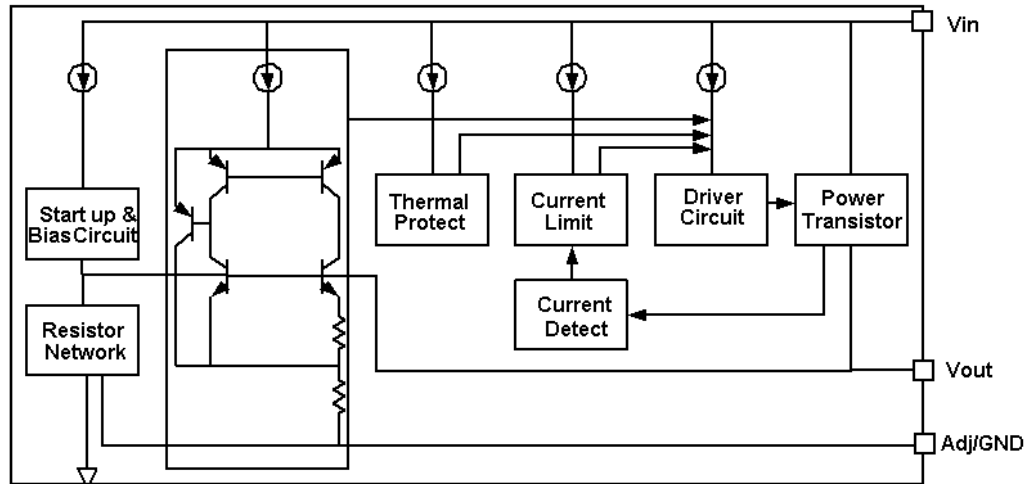 Vin
Start up &
BiasCircuit
Thermal
Protect
Current
Limit
Driver
Circuit
Power
Transistor
Resistor
Network
Current
Detect
Vout
Adj/GND